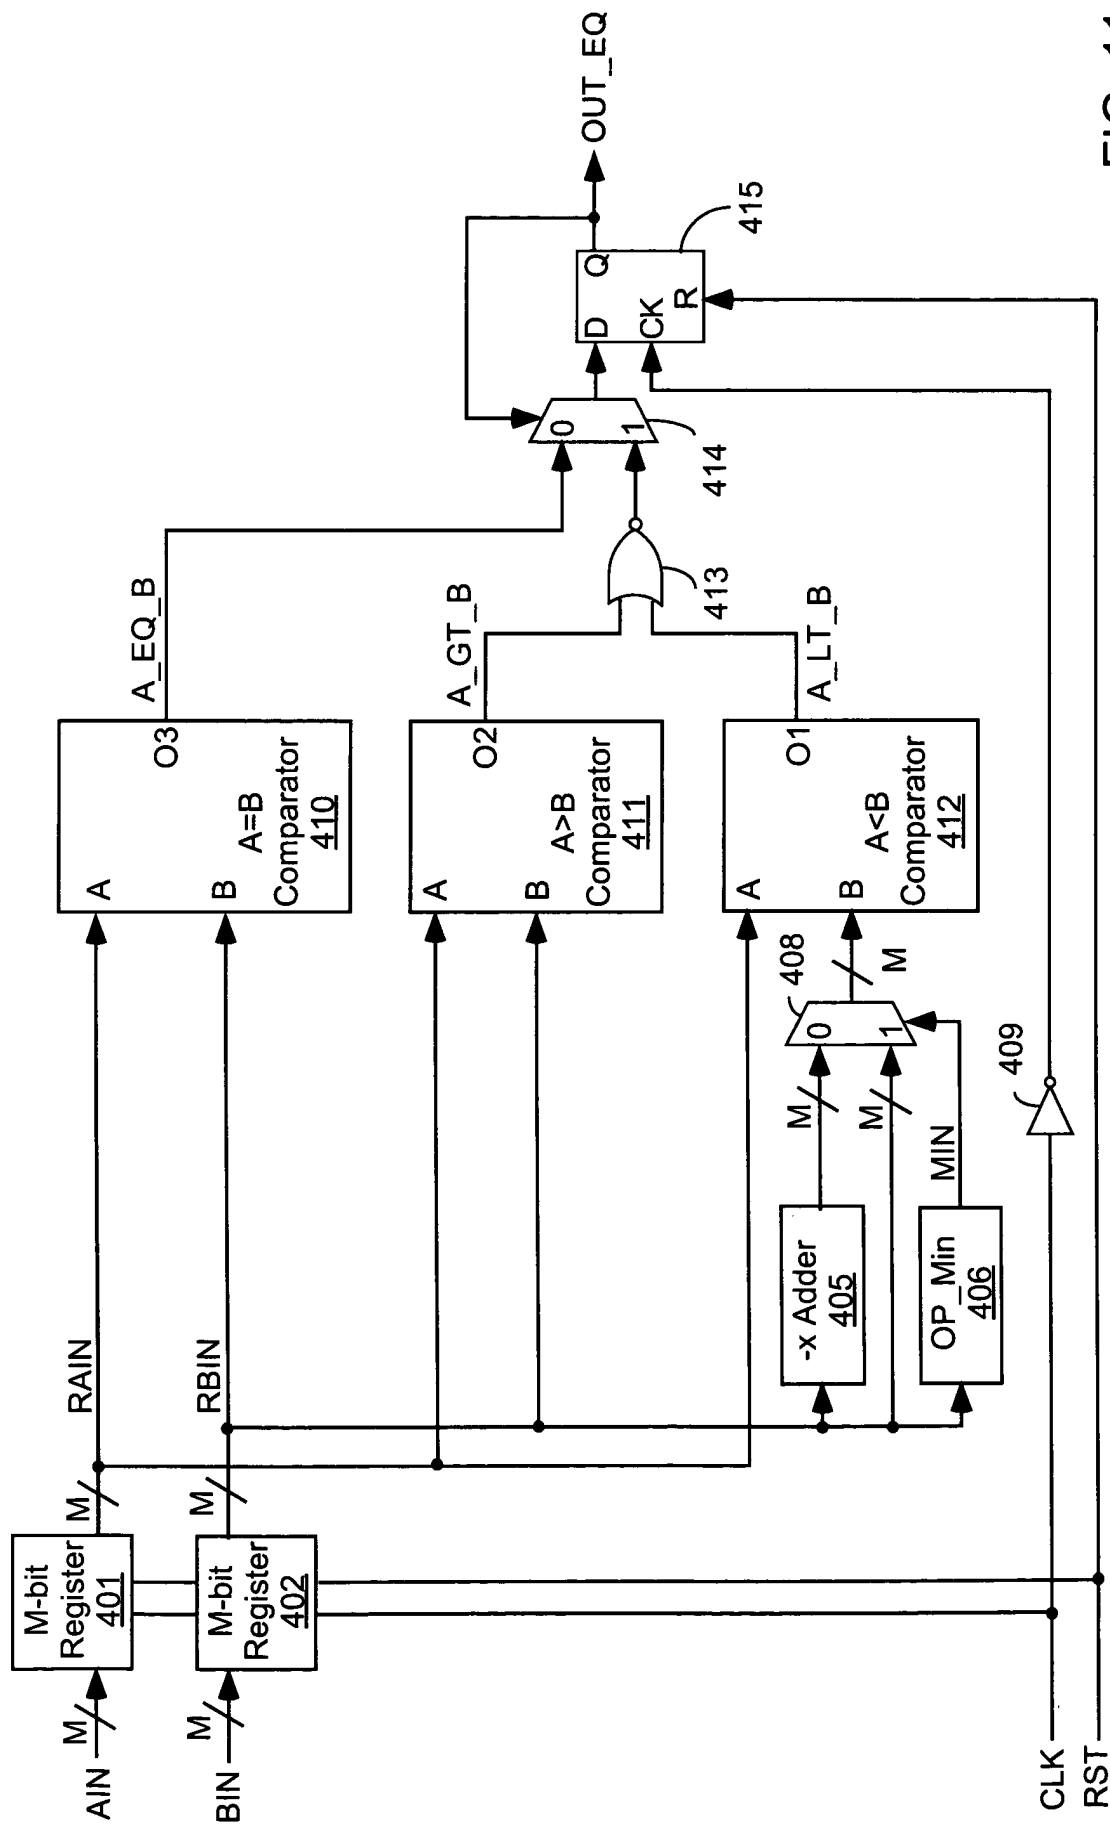 AIN
M
M-bit
Register
401
M
RAIN
BIN
M
M-bit
Register
402
M
RBIN
A
B
O3
A=B
Comparator
410
A_EQ_B
A
B
O2
A>B
Comparator
411
A_GT_B
A
B
O1
A<B
Comparator
412
A_LT_B
-x Adder
405
OP_Min
406
M
M
MIN
0
1
408
M
409
413
0
1
414
D
Q
CK
R
415
OUT_EQ
CLK
RST